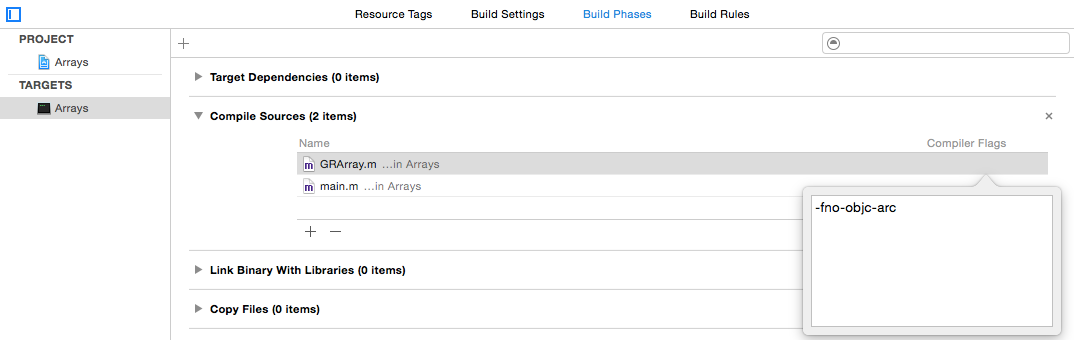 Resource Tags Build Settings Build Phases Build Rules
PROJECT
Arrays
TARGETS
Arrays
Target Dependencies (0 items)
Compile Sources (2 items)
Name Compiler Flags
GRArray.m ...in Arrays
main.m ...in Arrays
-fno-objc-arc
Link Binary With Libraries (0 items)
Copy Files (0 items)